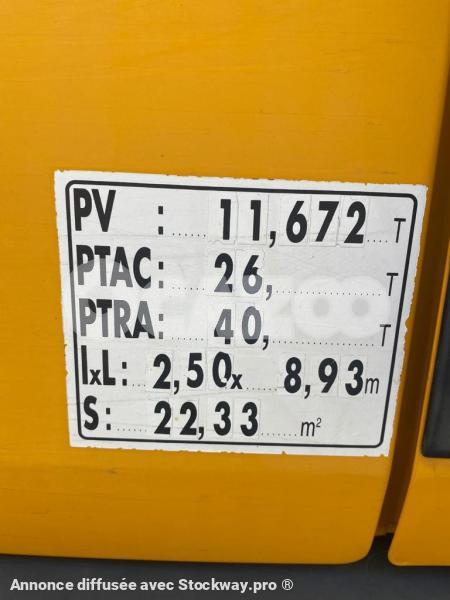 PV : ...... 11,672 .... T
PTAC : ...... 26, ................ T
PTRA : ...... 40, ................ T
lxL : .... 2,50x ..... 8,93 m
S : ...... 22,33 ....... m²
Annonce diffusée avec Stockway.pro ®